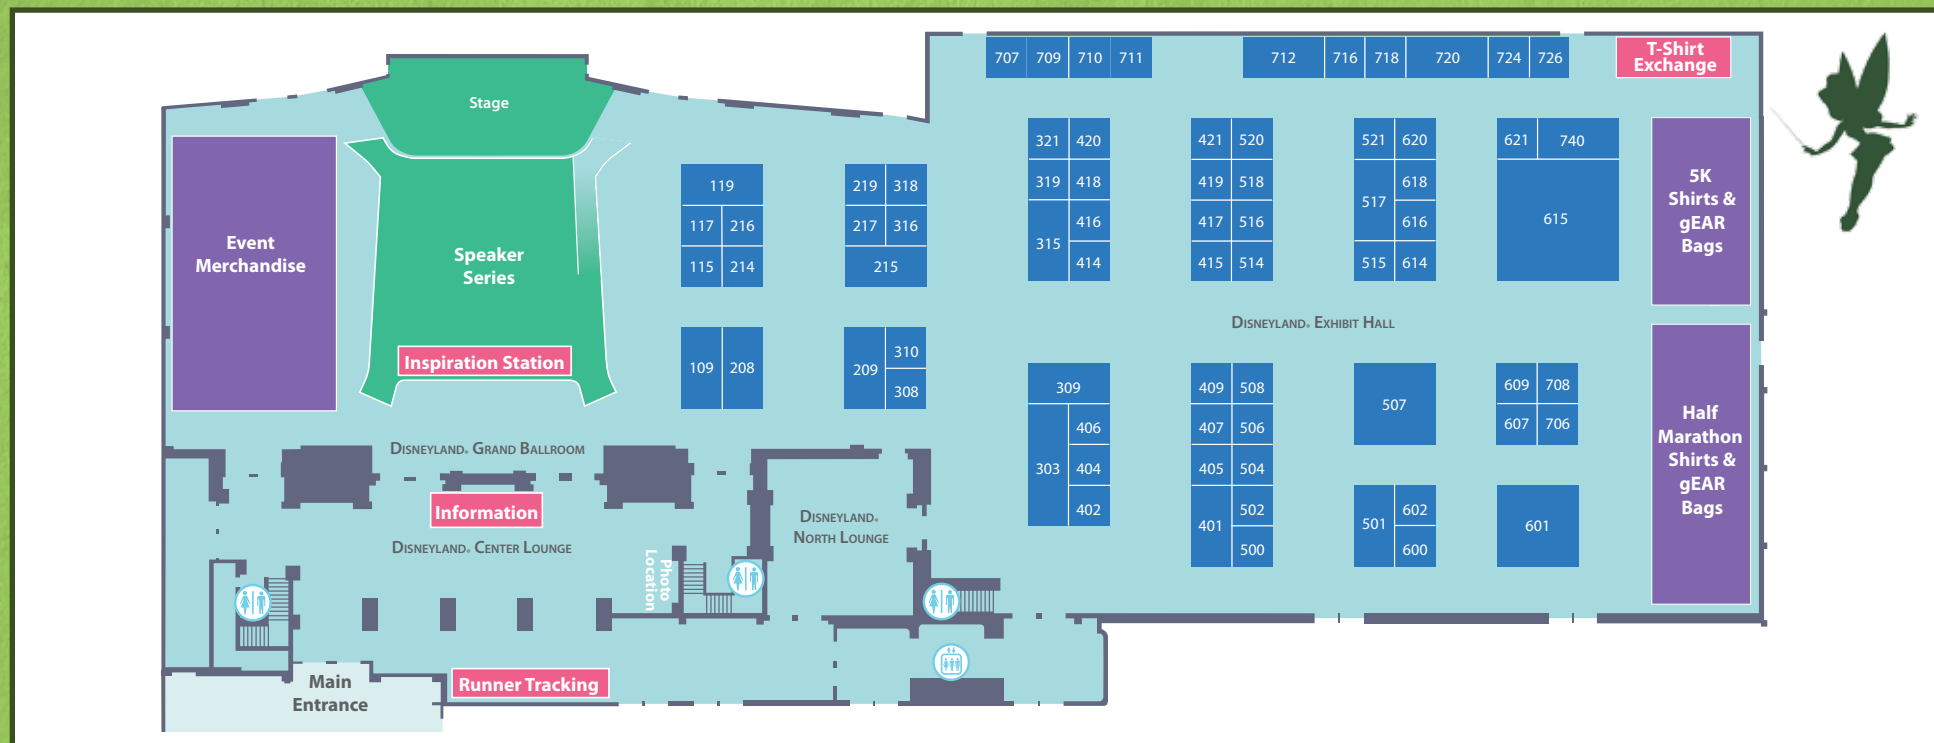 707 709 710 711
712 716 718 720 724 726
T-Shirt
Exchange
Stage
Event
Merchandise
Speaker
Series
Inspiration Station
119
117 216
115 214
109 208
219 318
217 316
215
209 310
308
321 420
319 418
315 416
414
421 520
419 518
417 516
415 514
521 620
517 618
616
515 614
621 740
615
5K
Shirts &
gEAR
Bags
DISNEYLAND® EXHIBIT HALL
309
303 406
404
402
409 508
407 506
405 504
401 502
500
507
501 602
600
609 708
607 706
601
Half
Marathon
Shirts &
gEAR
Bags
DISNEYLAND® GRAND BALLROOM
Information
DISNEYLAND® CENTER LOUNGE
DISNEYLAND®
NORTH LOUNGE
Photo
Location
Main
Entrance
Runner Tracking